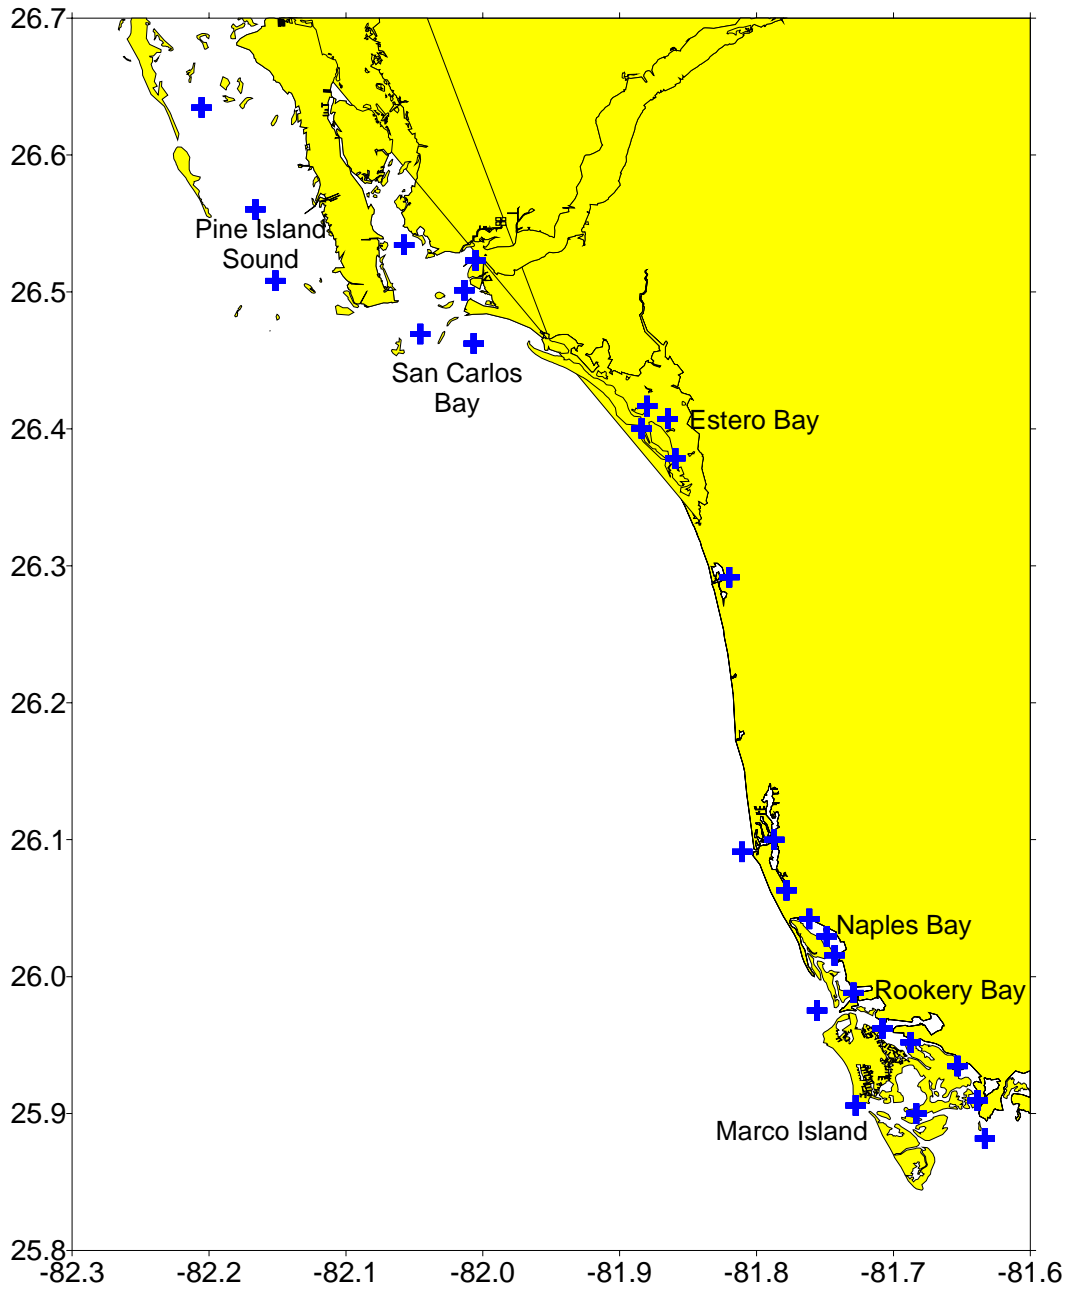 26.7
26.6
Pine Island
Sound
26.5
San Carlos
Bay
26.4
Estero Bay
26.3
26.2
26.1
Naples Bay
26.0
Rookery Bay
25.9
Marco Island
25.8
-82.3 -82.2 -82.1 -82.0 -81.9 -81.8 -81.7 -81.6